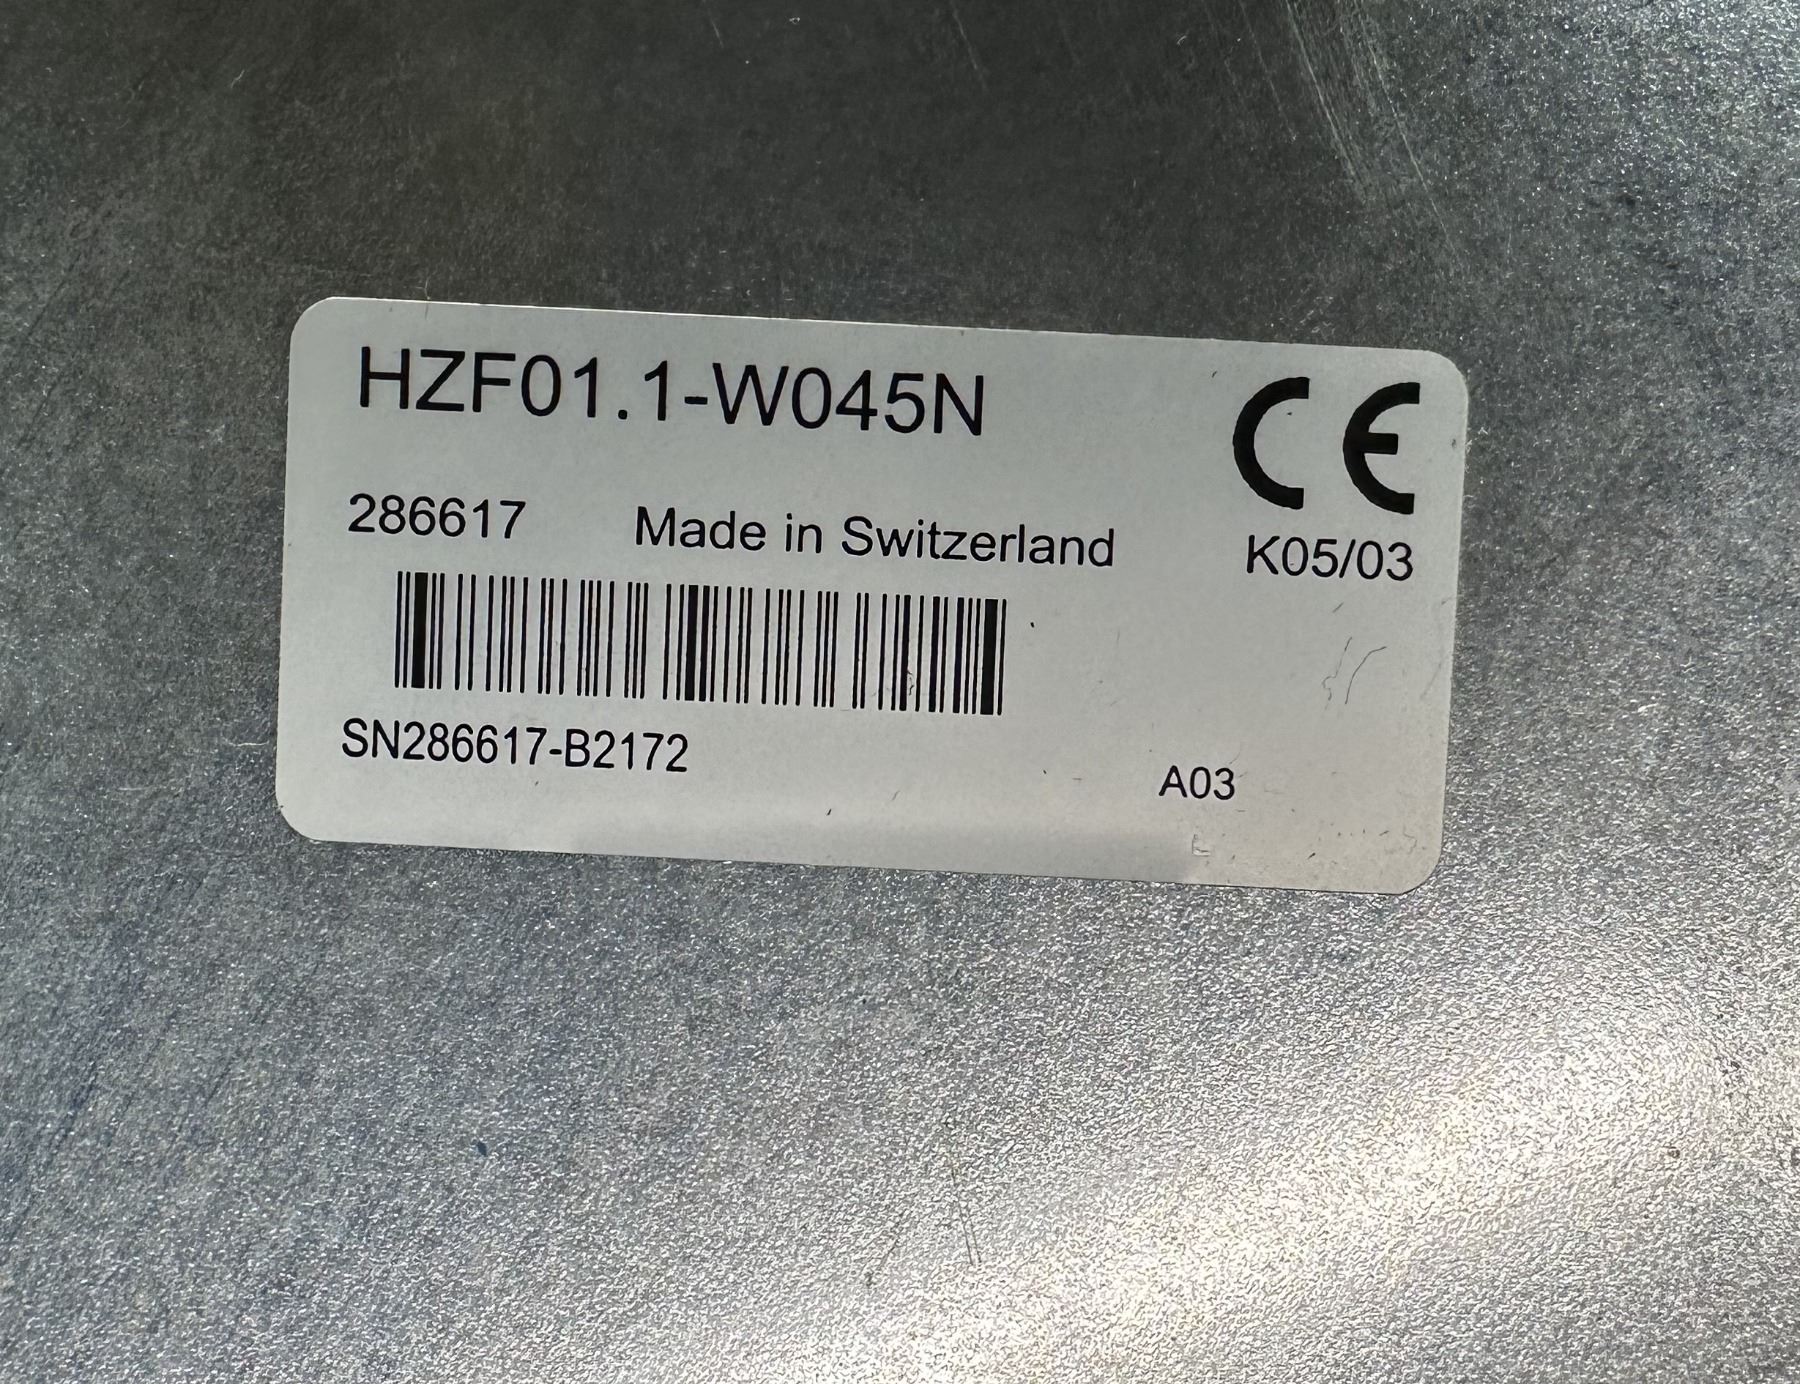 HZF01.1-W045N
CE
286617 Made in Switzerland K05/03
SN286617-B2172
A03